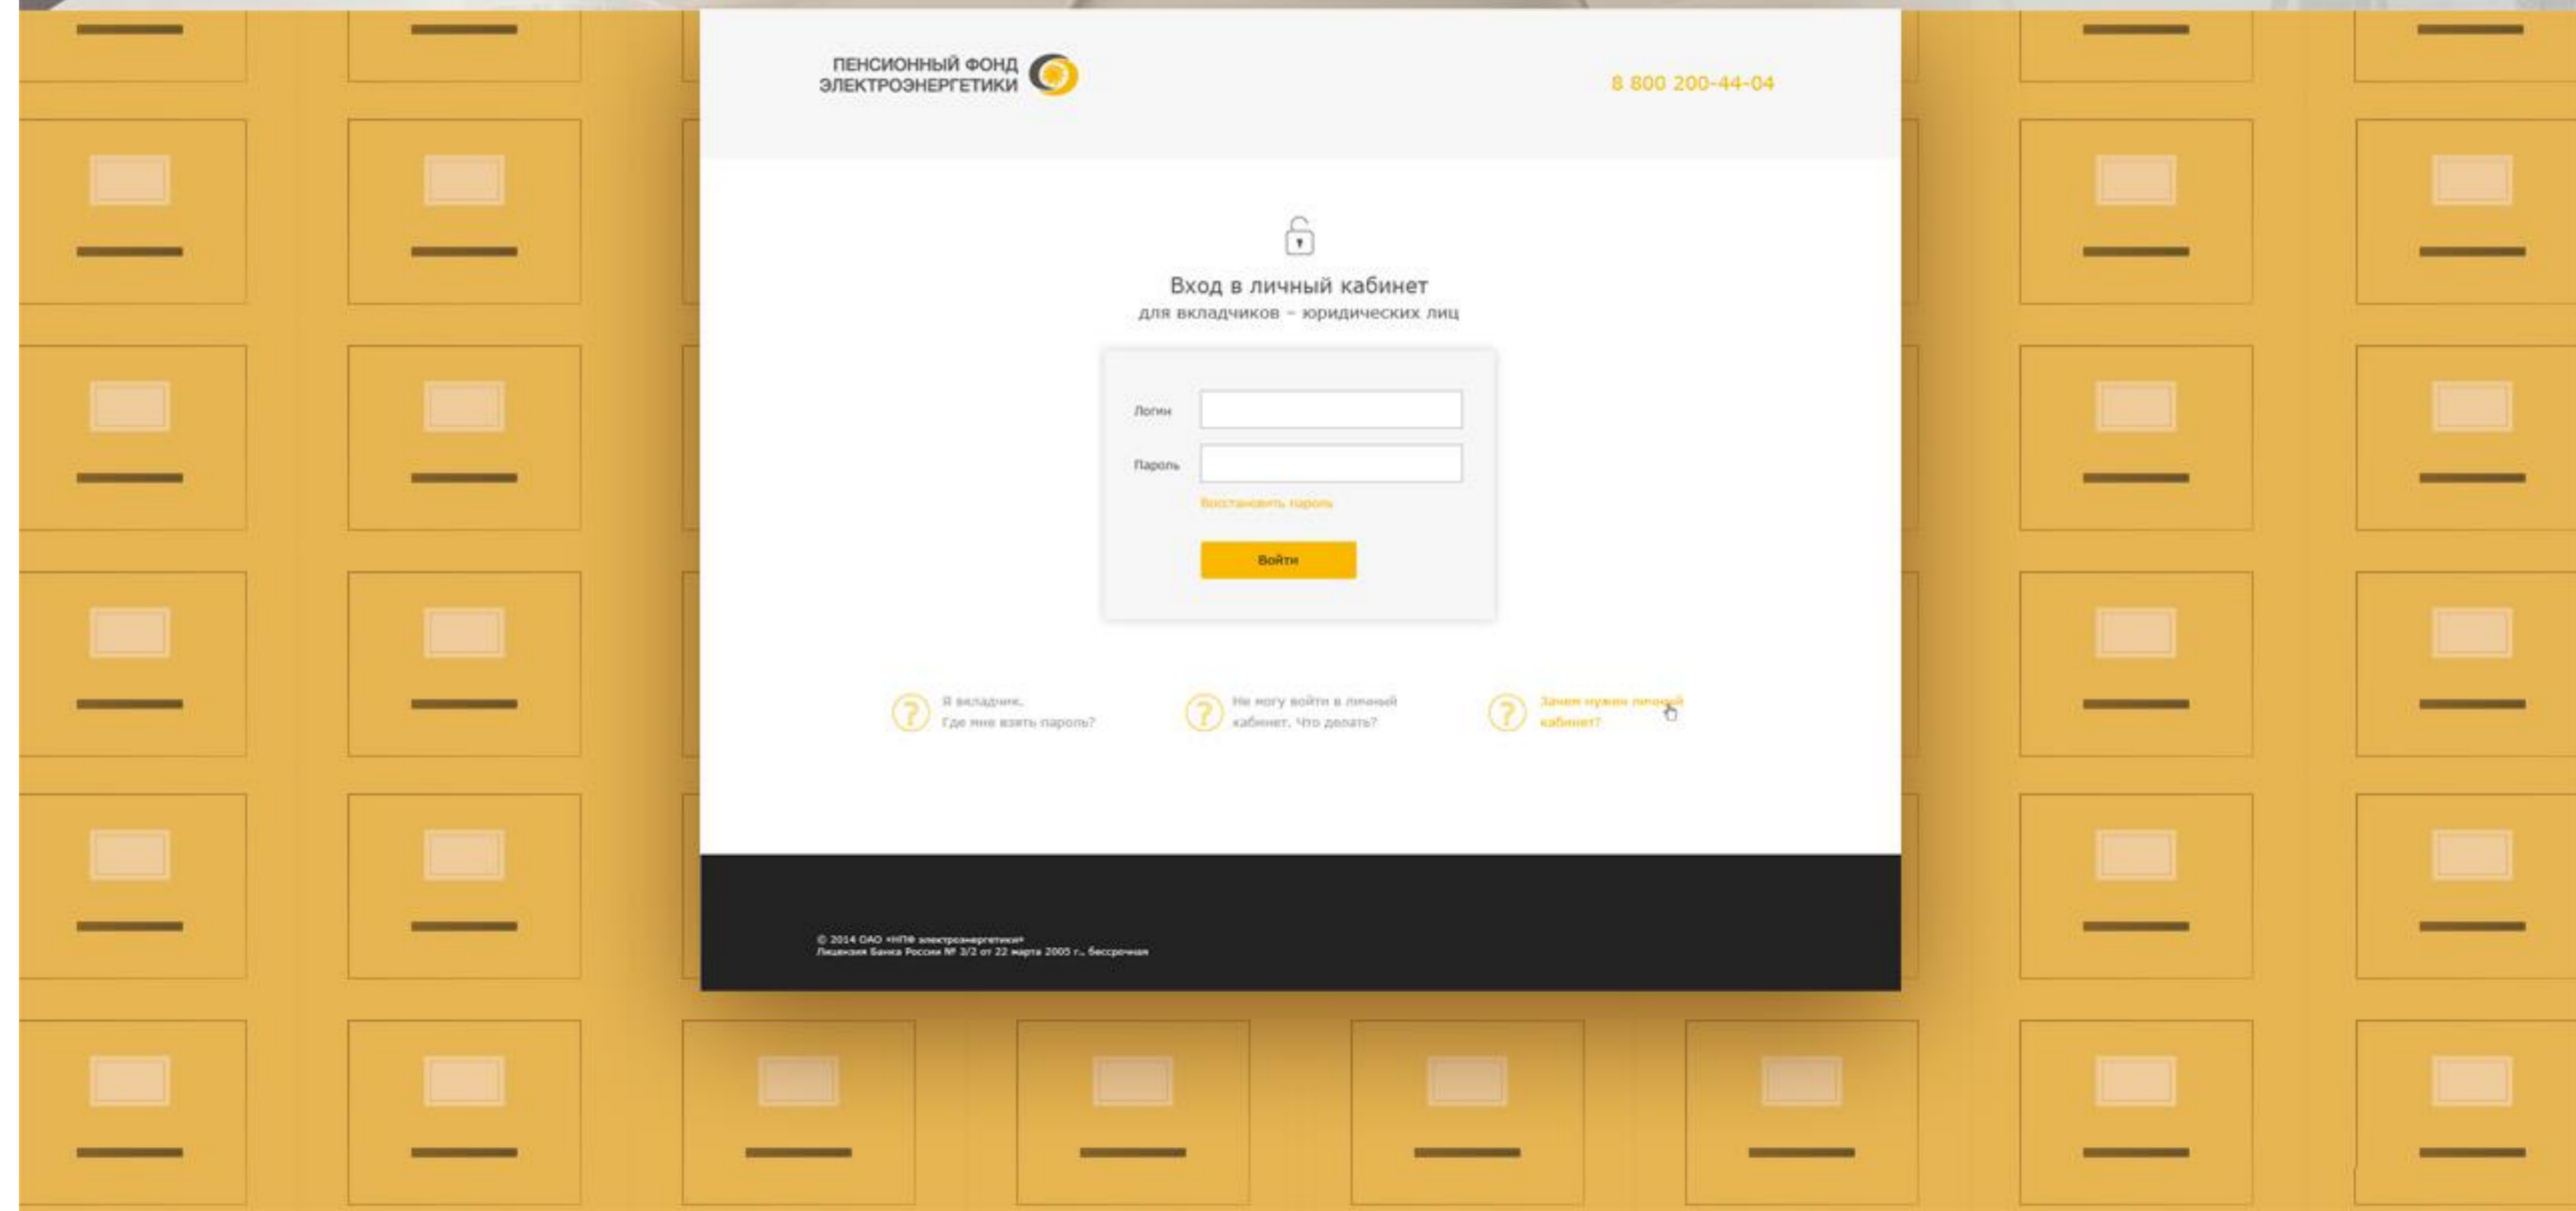 ПЕНСИОННЫЙ ФОНД
ЭЛЕКТРОЭНЕРГЕТИКИ
8 800 200-44-04
Вход в личный кабинет
для вкладчиков – юридических лиц
Логин
Пароль
Восстановить пароль
Войти
Я вкладчик.
Где мне взять пароль?
Не могу войти в личный
кабинет. Что делать?
Зачем нужен личный
кабинет?
© 2014 ОАО «НПФ электроэнергетики»
Лицензия Банка России № 3/2 от 22 марта 2005 г., бессрочная